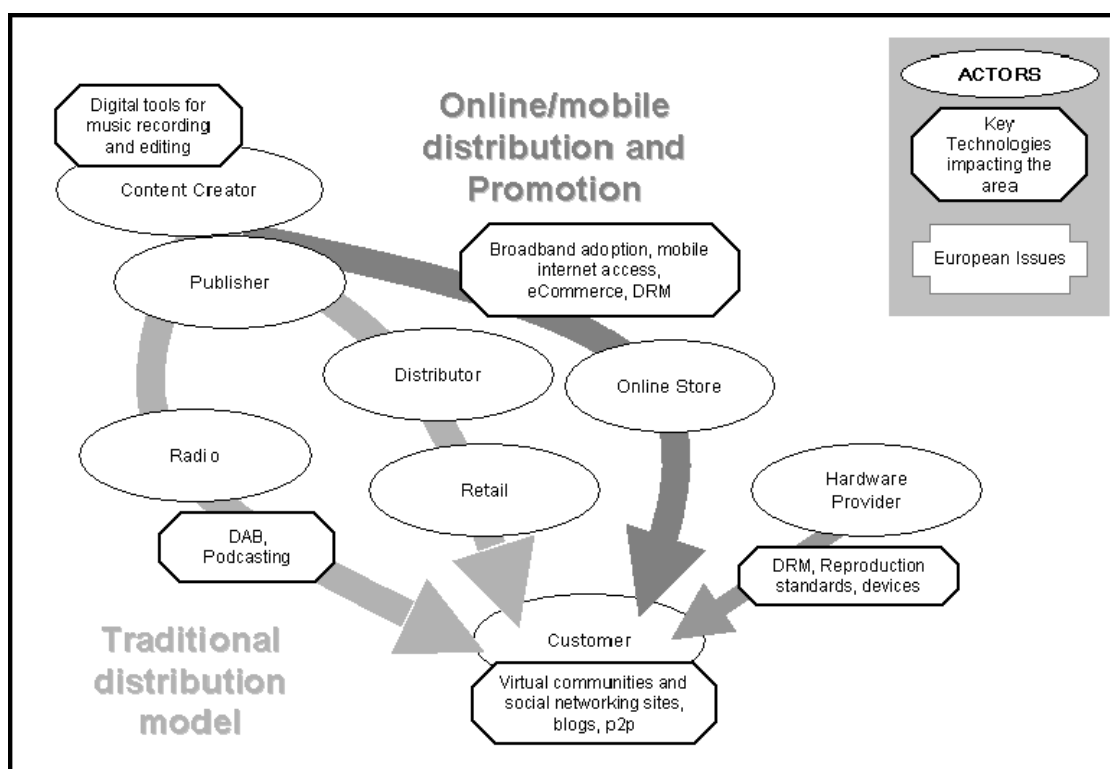 Digital tools for
music recording
and editing
Content Creator
Online/mobile
distribution and
Promotion
ACTORS
Key
Technologies
impacting the
area
European Issues
Broadband adoption, mobile
internet access,
eCommerce, DRM
Publisher
Distributor
Online Store
Radio
Retail
Hardware
Provider
DAB,
Podcasting
DRM, Reproduction
standards, devices
Traditional
distribution
model
Customer
Virtual communities and
social networking sites,
blogs, p2p